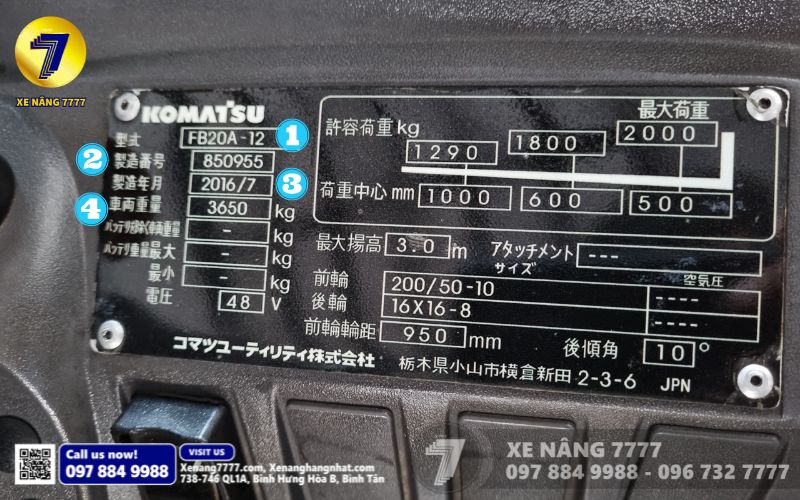 7
XE NÂNG 7777
KOMATSU
型式 FB20A-12 1
2 製造番号 850955
製造年月 2016/7 3
4 車両重量 3650 kg
バッテリ除く車両重量 - kg
バッテリ重量 最大 - kg
最小 - kg
電圧 48 V
最大荷重
許容荷重 kg 1290 1800 2000
荷重中心 mm 1000 600 500
最大揚高 3.0 m アタッチメント ---
サイズ 空気圧
前輪 200/50-10 ----
後輪 16X16-8 ----
前輪輪距 950 mm 後傾角 10°
コマツユーティリティ株式会社 栃木県小山市横倉新田 2-3-6 JPN
Call us now!
097 884 9988
VISIT US
Xenang7777.com, Xenanghangnhat.com
738-746 QL1A, Bình Hưng Hòa B, Bình Tân
7
XE NÂNG 7777
097 884 9988 - 096 732 7777